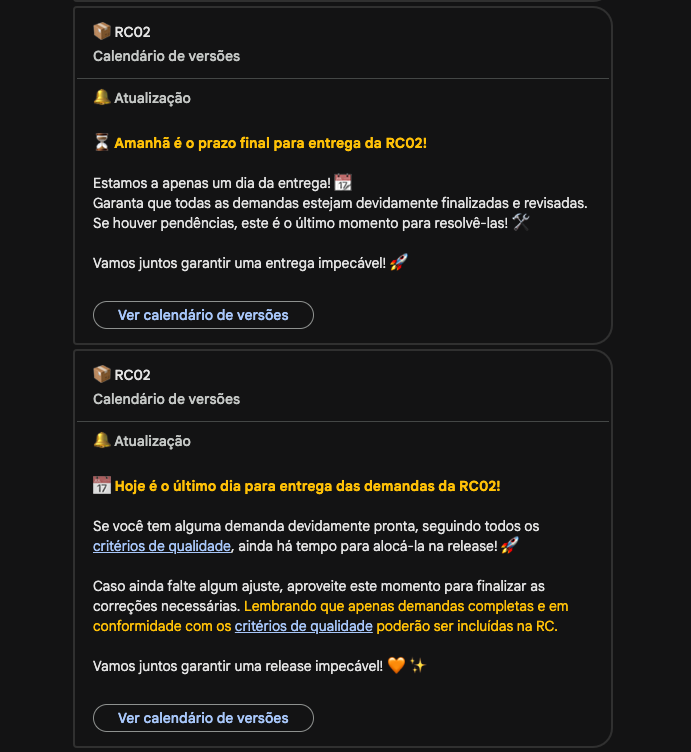 📦 RC02
Calendário de versões
🔔 Atualização
⏳ Amanhã é o prazo final para entrega da RC02!
Estamos a apenas um dia da entrega! 📆
Garanta que todas as demandas estejam devidamente finalizadas e revisadas.
Se houver pendências, este é o último momento para resolvê-las! 🛠️
Vamos juntos garantir uma entrega impecável! 🚀
Ver calendário de versões
📦 RC02
Calendário de versões
🔔 Atualização
📅 Hoje é o último dia para entrega das demandas da RC02!
Se você tem alguma demanda devidamente pronta, seguindo todos os
critérios de qualidade, ainda há tempo para alocá-la na release! 🚀
Caso ainda falte algum ajuste, aproveite este momento para finalizar as
correções necessárias. Lembrando que apenas demandas completas e em
conformidade com os critérios de qualidade poderão ser incluídas na RC.
Vamos juntos garantir uma release impecável! 🧡 ✨
Ver calendário de versões